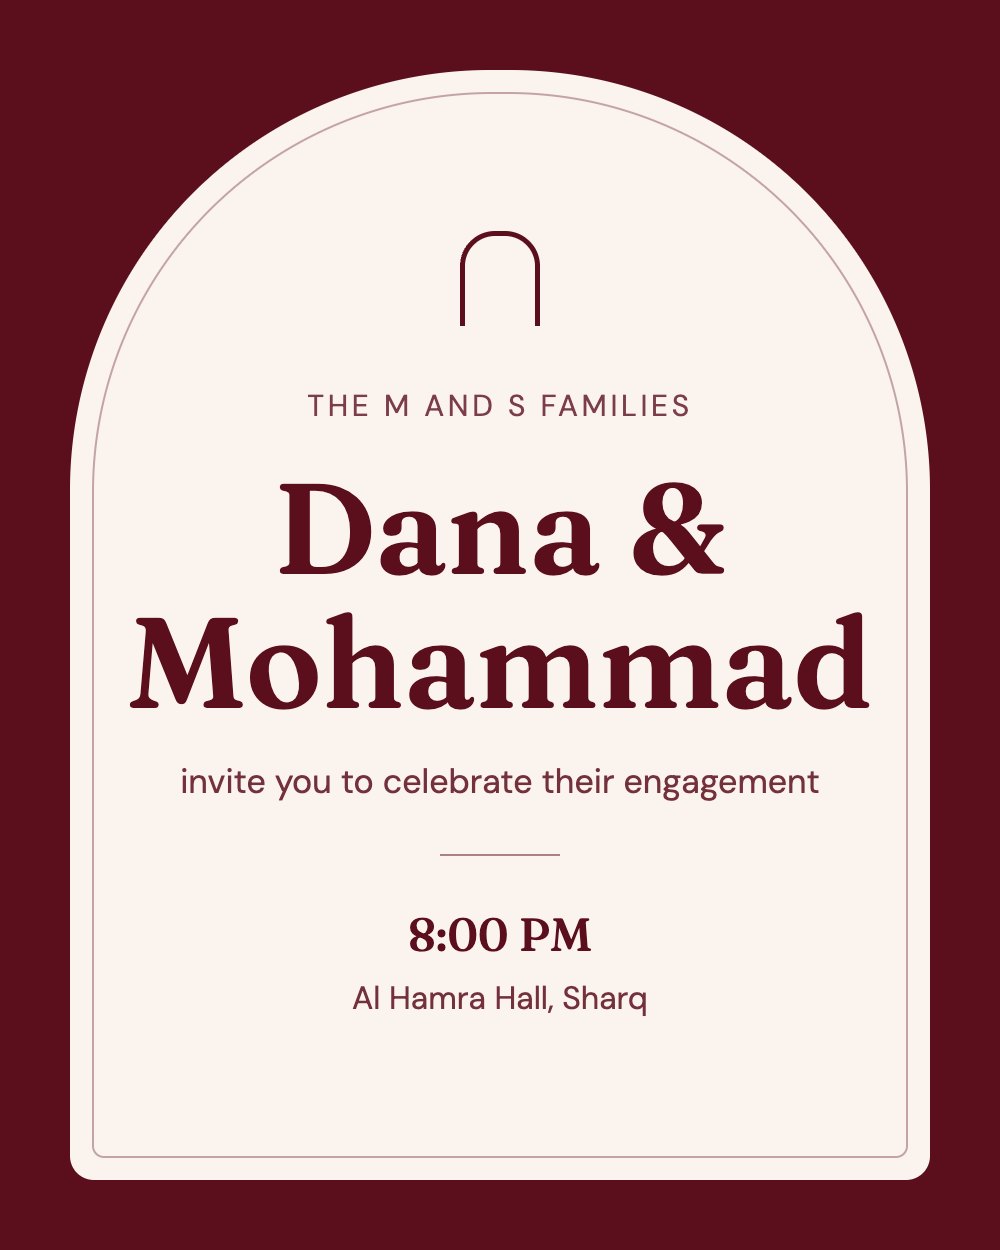 THE M AND S FAMILIES
Dana &
Mohammad
invite you to celebrate their engagement
8:00 PM
Al Hamra Hall, Sharq